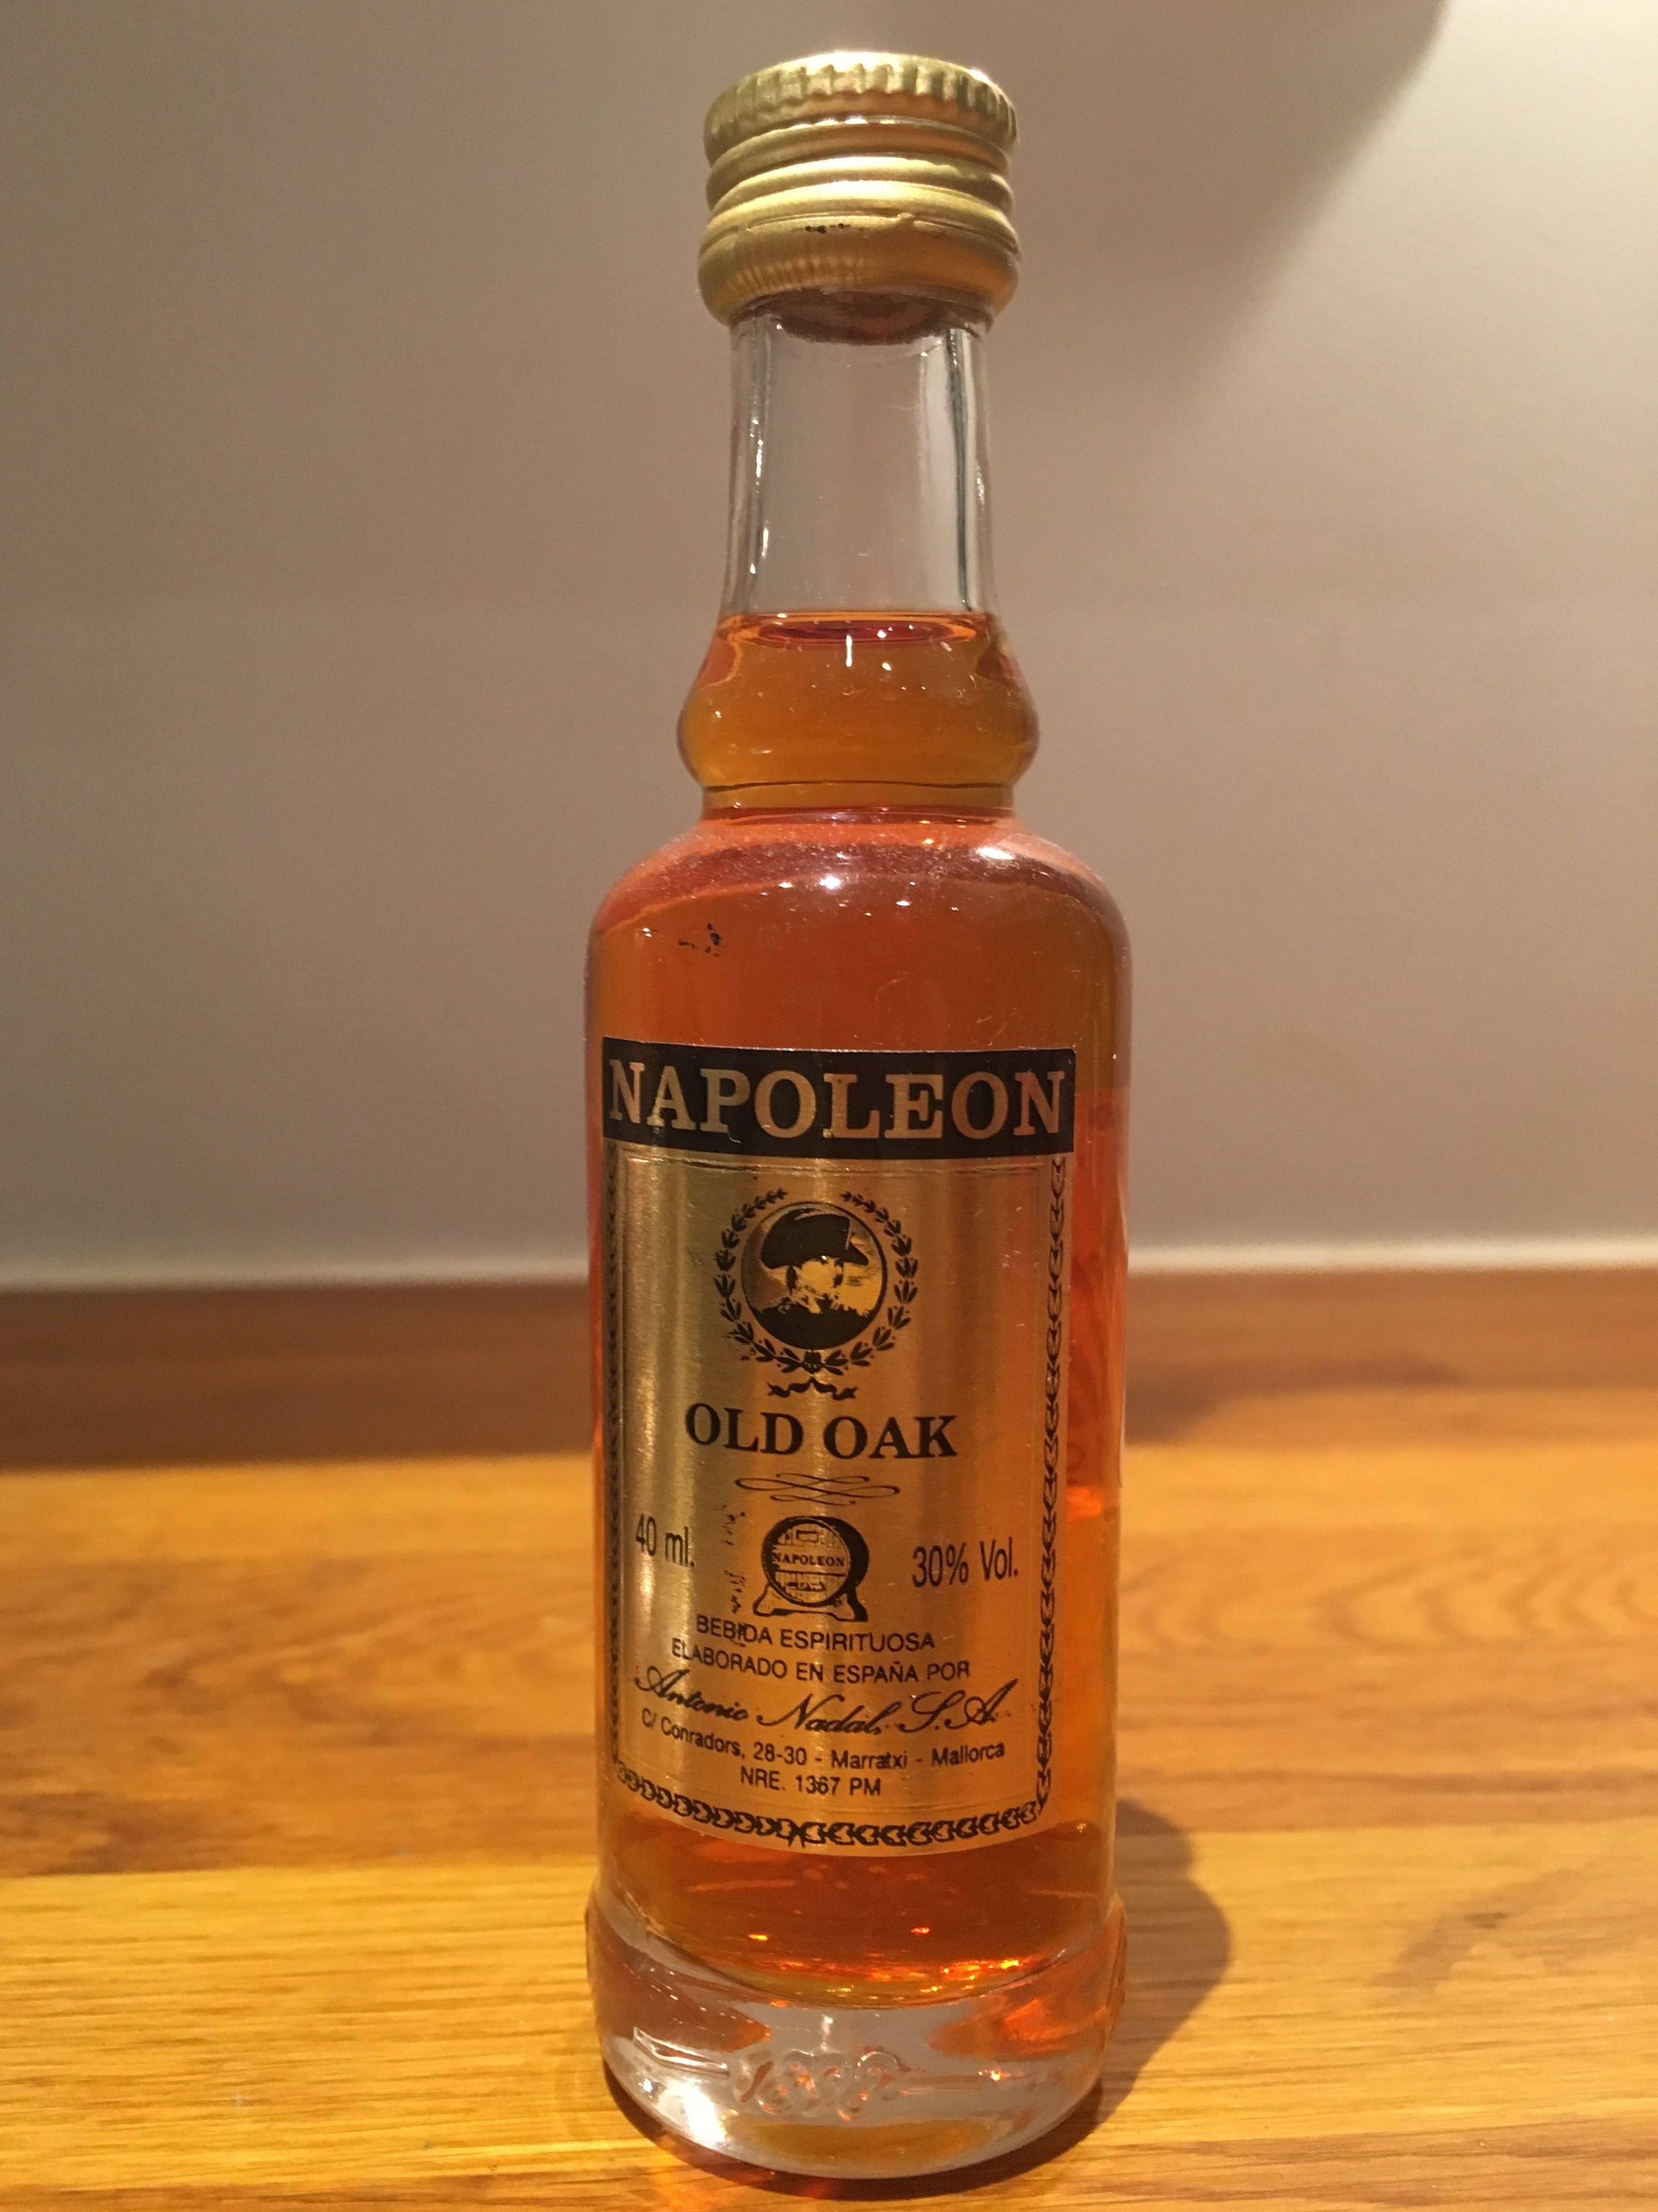 NAPOLEON
OLD OAK
40 ml.
NAPOLEON
30% Vol.
BEBIDA ESPIRITUOSA
ELABORADO EN ESPAÑA POR
Antonio Nadal, S.A.
C/ Conradors, 28-30 - Marratxi - Mallorca
NRE. 1367 PM